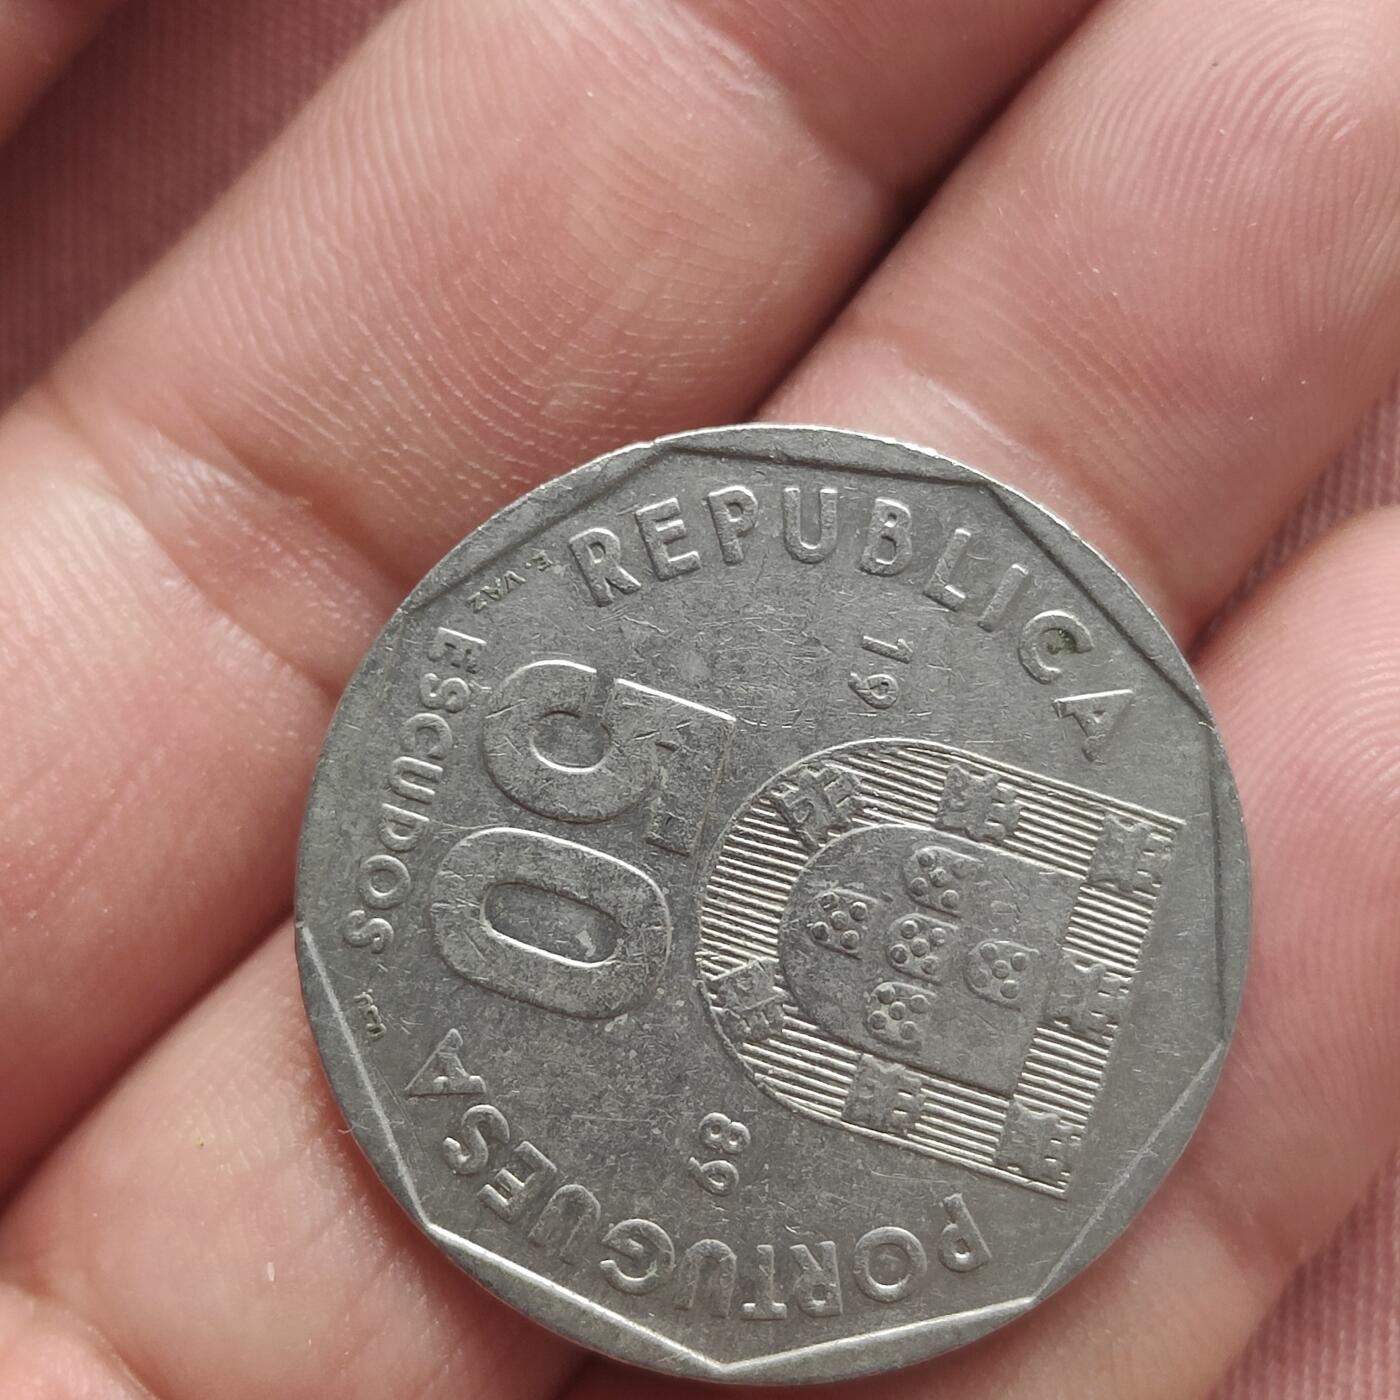 REPUBLICA PORTUGUESA
19 89
50
ESCUDOS
E. VAZ